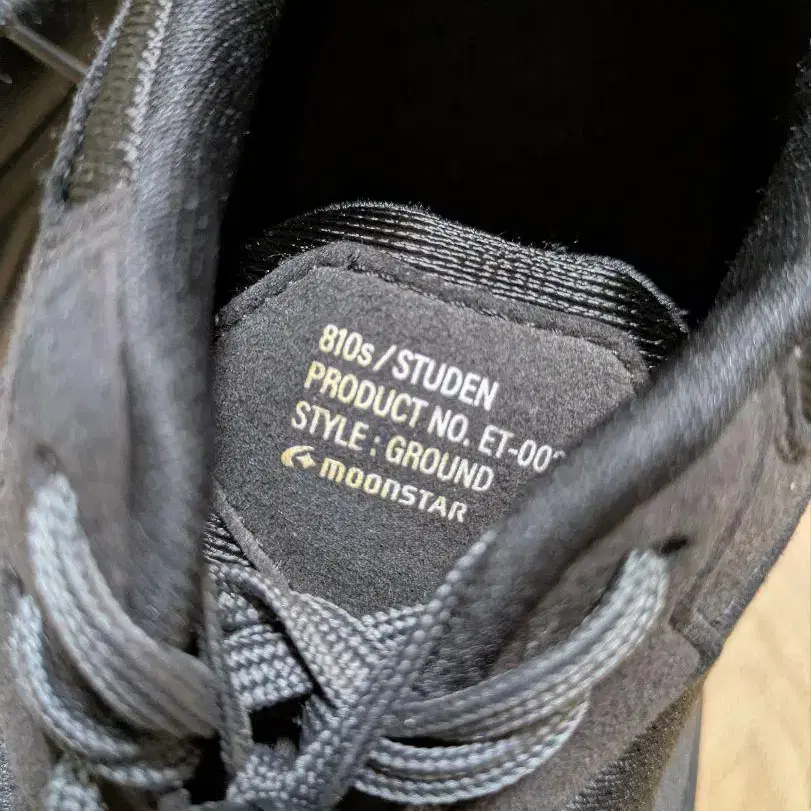 810s/STUDEN
PRODUCT NO. ET-00
STYLE : GROUND
moonstar